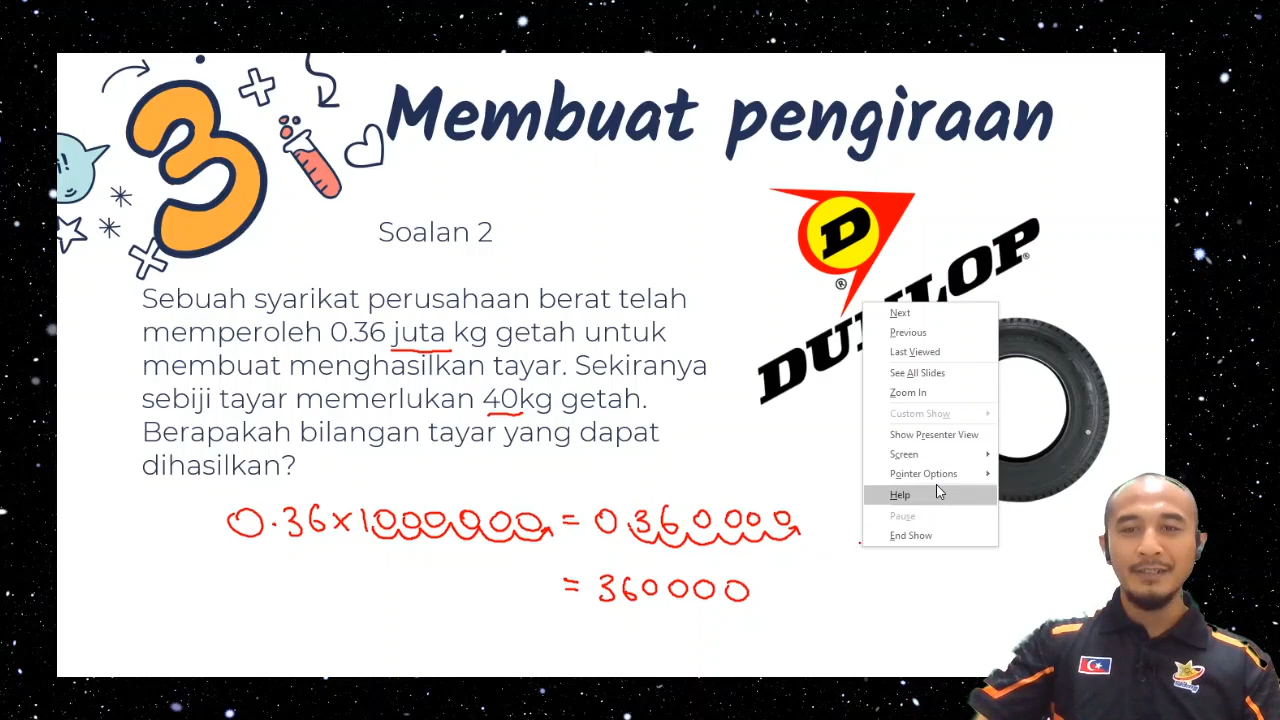 3
Membuat pengiraan
Soalan 2
Sebuah syarikat perusahaan berat telah
memperoleh 0.36 juta kg getah untuk
membuat menghasilkan tayar. Sekiranya
sebiji tayar memerlukan 40kg getah.
Berapakah bilangan tayar yang dapat
dihasilkan?
0.36 x 1000000 = 0360000
= 360000
D
®
DUNLOP
®
Next
Previous
Last Viewed
See All Slides
Zoom In
Custom Show
Show Presenter View
Screen
Pointer Options
Help
Pause
End Show